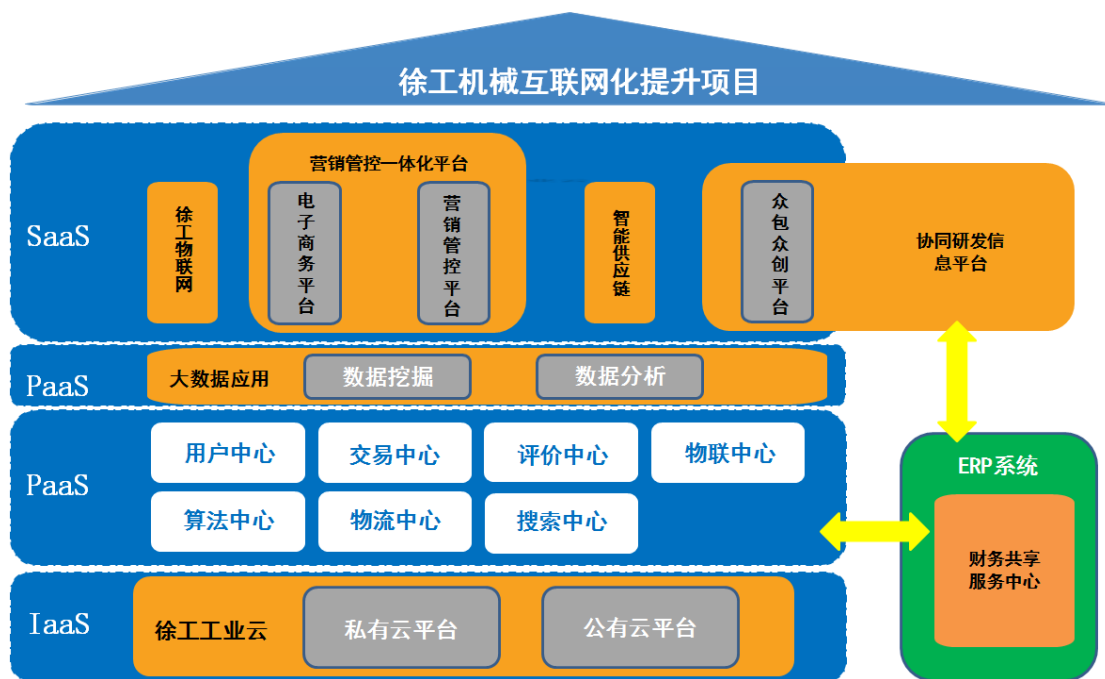 徐工机械互联网化提升项目
SaaS
营销管控一体化平台
徐工物联网
电子商务平台
营销管控平台
智能供应链
众包众创平台
协同研发信
息平台
PaaS
大数据应用
数据挖掘
数据分析
PaaS
用户中心
交易中心
评价中心
物联中心
算法中心
物流中心
搜索中心
ERP系统
财务共享
服务中心
IaaS
徐工工业云
私有云平台
公有云平台